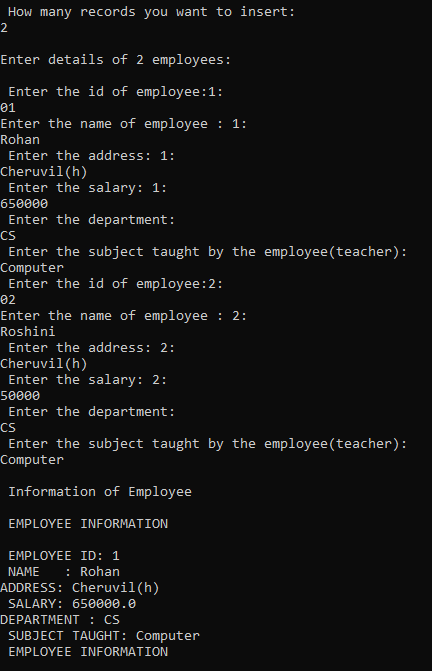 How many records you want to insert:
2
Enter details of 2 employees:
Enter the id of employee:1:
01
Enter the name of employee : 1:
Rohan
Enter the address: 1:
Cheruvil(h)
Enter the salary: 1:
650000
Enter the department:
CS
Enter the subject taught by the employee(teacher):
Computer
Enter the id of employee:2:
02
Enter the name of employee : 2:
Roshini
Enter the address: 2:
Cheruvil(h)
Enter the salary: 2:
50000
Enter the department:
CS
Enter the subject taught by the employee(teacher):
Computer
Information of Employee
EMPLOYEE INFORMATION
EMPLOYEE ID: 1
NAME   : Rohan
ADDRESS: Cheruvil(h)
SALARY: 650000.0
DEPARTMENT : CS
SUBJECT TAUGHT: Computer
EMPLOYEE INFORMATION